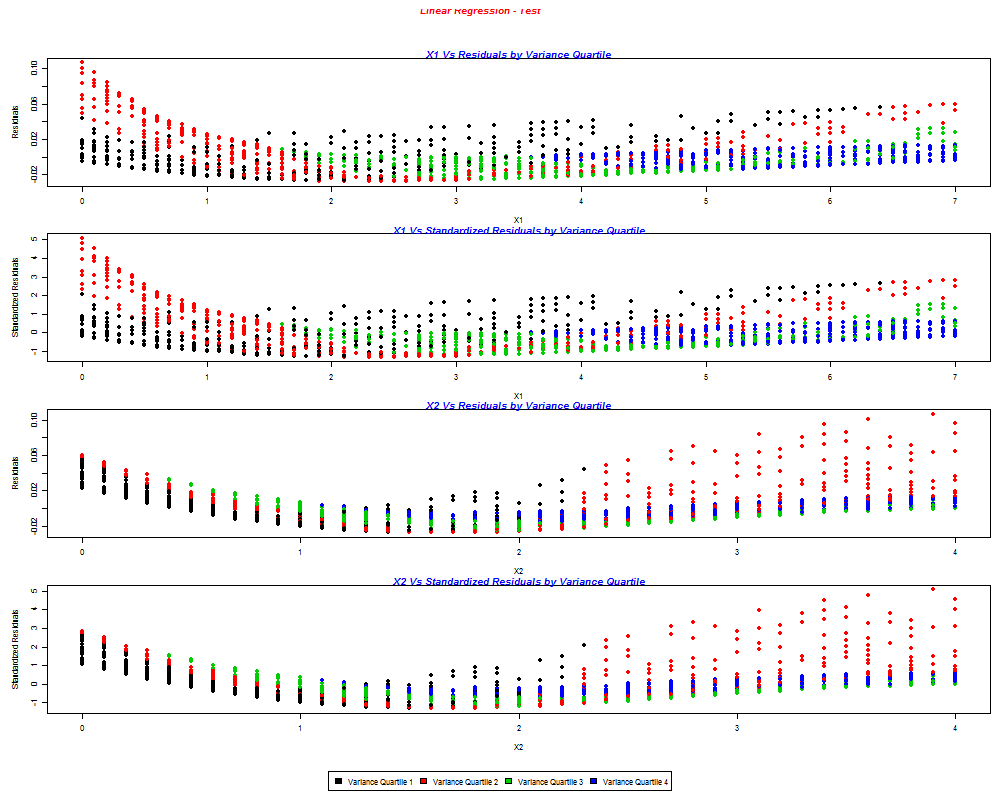 Linear Regression - Test
X1 Vs Residuals by Variance Quartile
Residuals
-0.02 0.02 0.06 0.10
0 1 2 3 4 5 6 7
X1
X1 Vs Standardized Residuals by Variance Quartile
Standardized Residuals
-1 0 1 2 3 4 5
0 1 2 3 4 5 6 7
X1
X2 Vs Residuals by Variance Quartile
Residuals
-0.02 0.02 0.06 0.10
0 1 2 3 4
X2
X2 Vs Standardized Residuals by Variance Quartile
Standardized Residuals
-1 0 1 2 3 4 5
0 1 2 3 4
X2
Variance Quartile 1 Variance Quartile 2 Variance Quartile 3 Variance Quartile 4